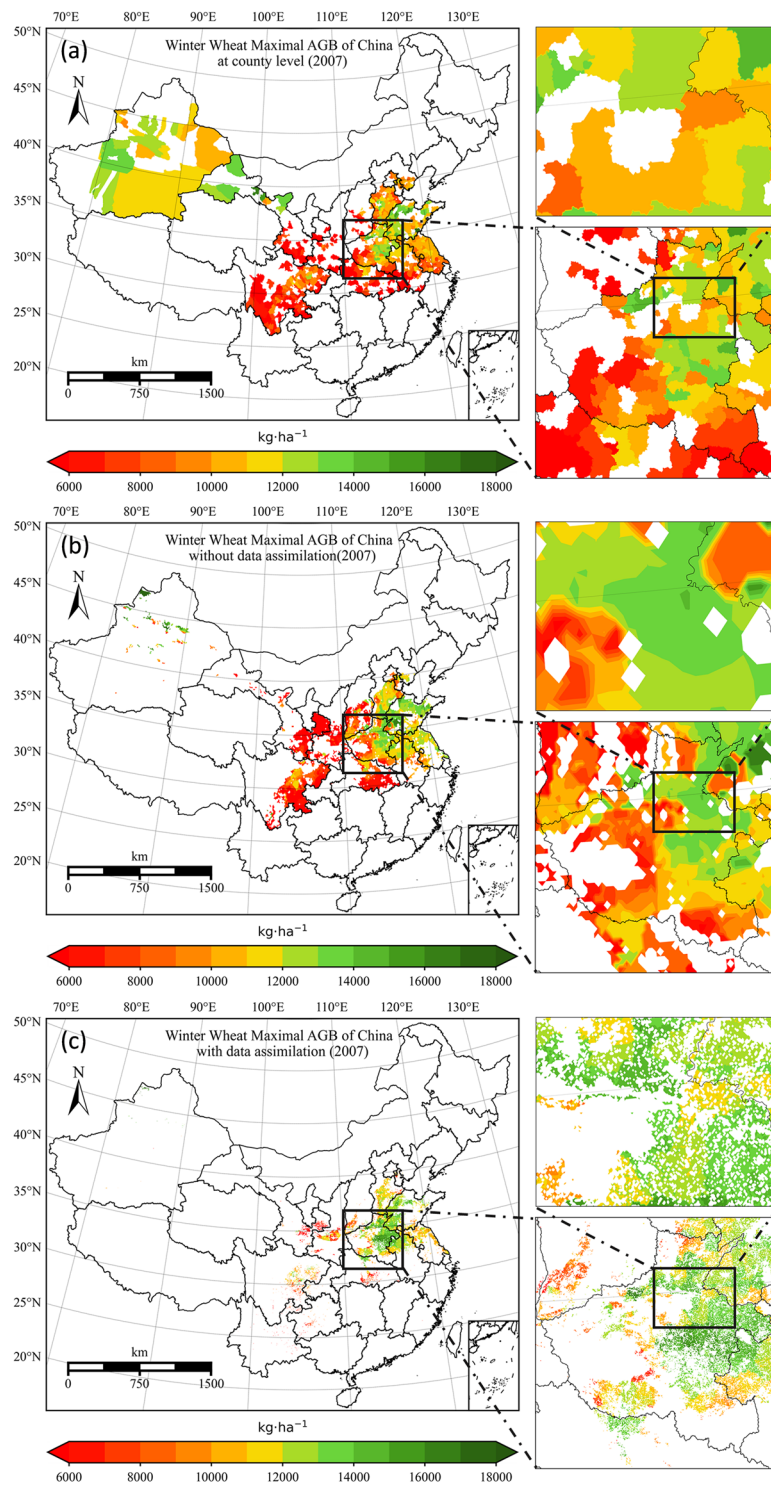 70°E 80°E 90°E 100°E 110°E 120°E 130°E
50°N
(a)
Winter Wheat Maximal AGB of China
at county level (2007)
45°N
N
40°N
35°N
30°N
25°N
20°N
km
0 750 1500
kg·ha⁻¹
6000 8000 10000 12000 14000 16000 18000
70°E 80°E 90°E 100°E 110°E 120°E 130°E
50°N
(b)
Winter Wheat Maximal AGB of China
without data assimilation(2007)
45°N
N
40°N
35°N
30°N
25°N
20°N
km
0 750 1500
kg·ha⁻¹
6000 8000 10000 12000 14000 16000 18000
70°E 80°E 90°E 100°E 110°E 120°E 130°E
50°N
(c)
Winter Wheat Maximal AGB of China
with data assimilation (2007)
45°N
N
40°N
35°N
30°N
25°N
20°N
km
0 750 1500
kg·ha⁻¹
6000 8000 10000 12000 14000 16000 18000